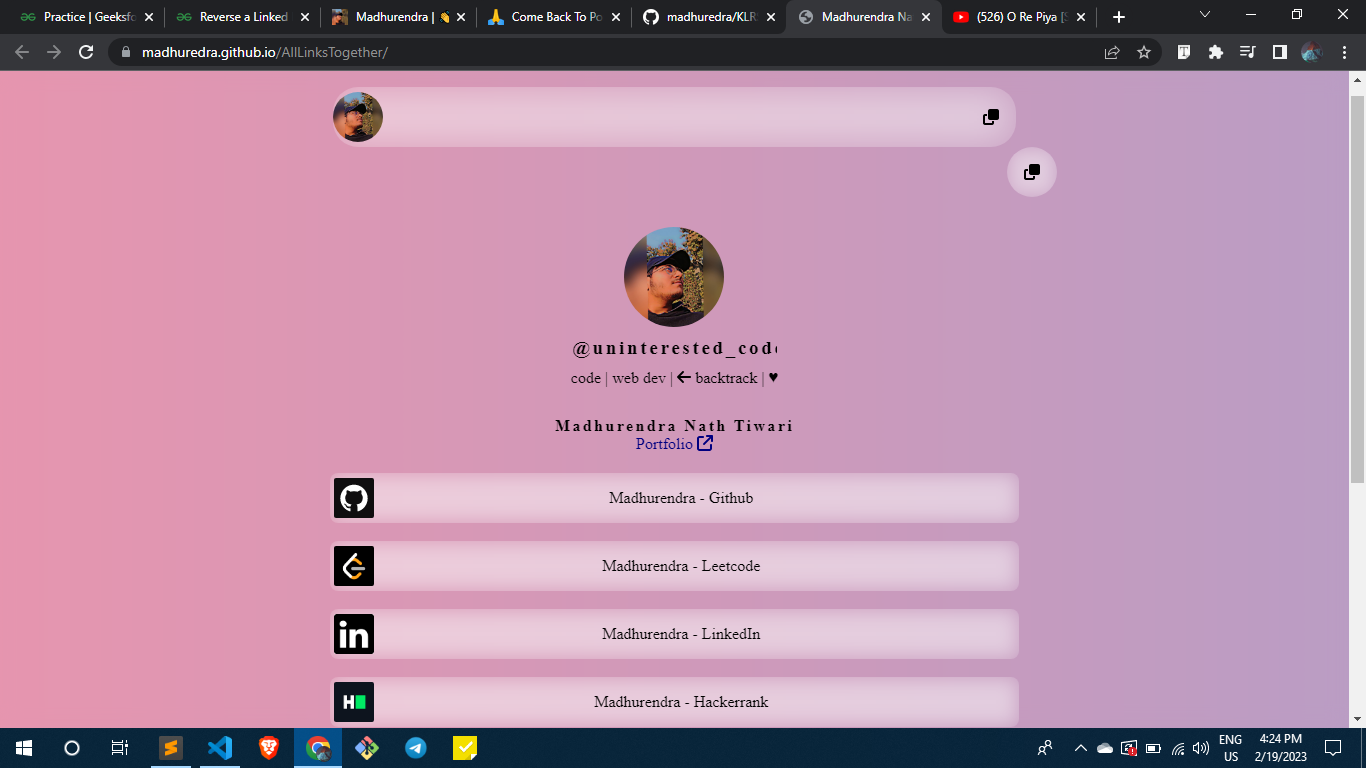 Practice | Geeksfo
Reverse a Linked
Madhurendra | 👏
Come Back To Po
madhuredra/KLR
Madhurendra Na
(526) O Re Piya [S
madhuredra.github.io/AllLinksTogether/
@uninterested_cod
code | web dev | ← backtrack | ♥
Madhurendra Nath Tiwari
Portfolio
Madhurendra - Github
Madhurendra - Leetcode
in
Madhurendra - LinkedIn
H
Madhurendra - Hackerrank
ENG
US
4:24 PM
2/19/2023